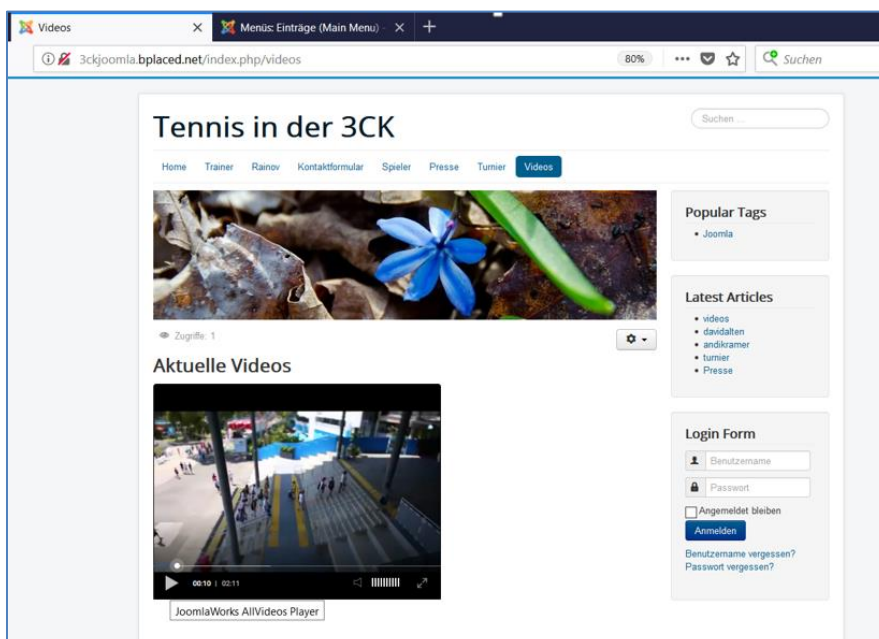 Videos
Menüs: Einträge (Main Menu) -
3ckjoomla.bplaced.net/index.php/videos
80%
Suchen
Tennis in der 3CK
Suchen ...
Home Trainer Rainov Kontaktformular Spieler Presse Turnier Videos
Popular Tags
Joomla
Latest Articles
videos
davidalten
andikramer
turnier
Presse
Zugriffe: 1
Aktuelle Videos
00:10 | 02:11
JoomlaWorks AllVideos Player
Login Form
Benutzername
Passwort
Angemeldet bleiben
Anmelden
Benutzername vergessen?
Passwort vergessen?